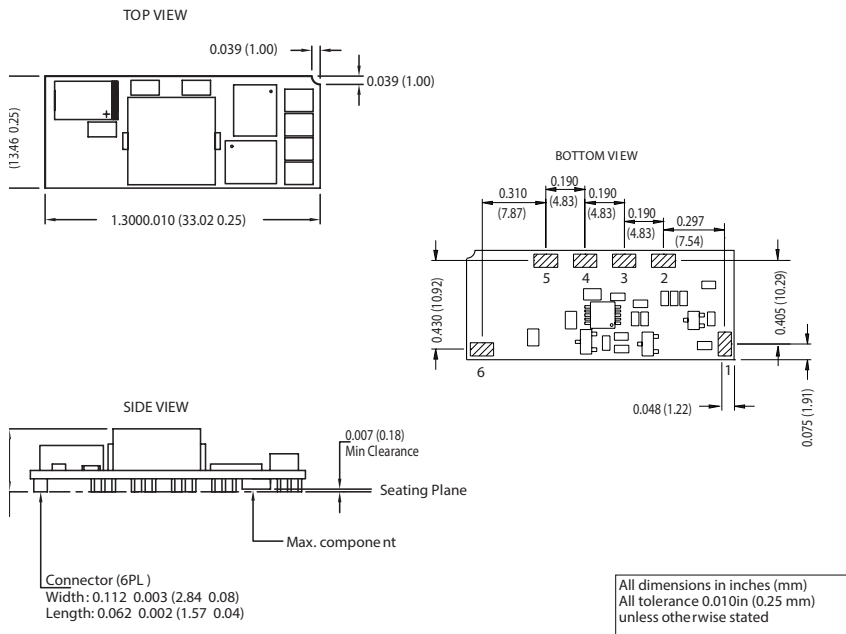 TOP VIEW
0.039 (1.00)
0.039 (1.00)
(13.46 0.25)
1.3000.010 (33.02 0.25)
BOTTOM VIEW
0.310
(7.87)
0.190
(4.83)
0.190
(4.83)
0.190
(4.83)
0.297
(7.54)
5
4
3
2
0.430 (10.92)
0.405 (10.29)
6
1
0.048 (1.22)
0.075 (1.91)
SIDE VIEW
0.007 (0.18)
Min Clearance
Seating Plane
Max. component
Connector (6PL )
Width: 0.112 0.003 (2.84 0.08)
Length: 0.062 0.002 (1.57 0.04)
All dimensions in inches (mm)
All tolerance 0.010in (0.25 mm)
unless otherwise stated